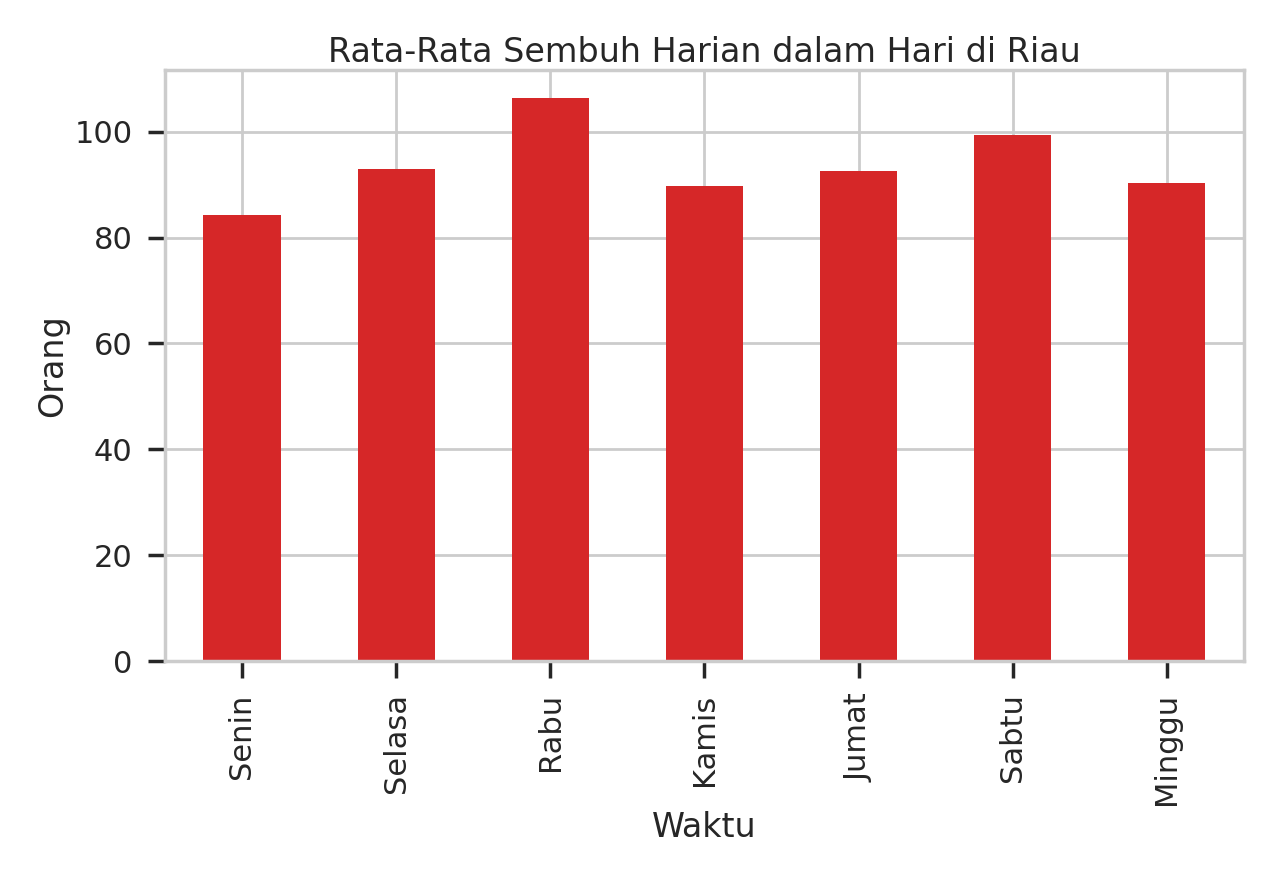 Rata-Rata Sembuh Harian dalam Hari di Riau
Orang
100
80
60
40
20
0
Senin
Selasa
Rabu
Kamis
Jumat
Sabtu
Minggu
Waktu